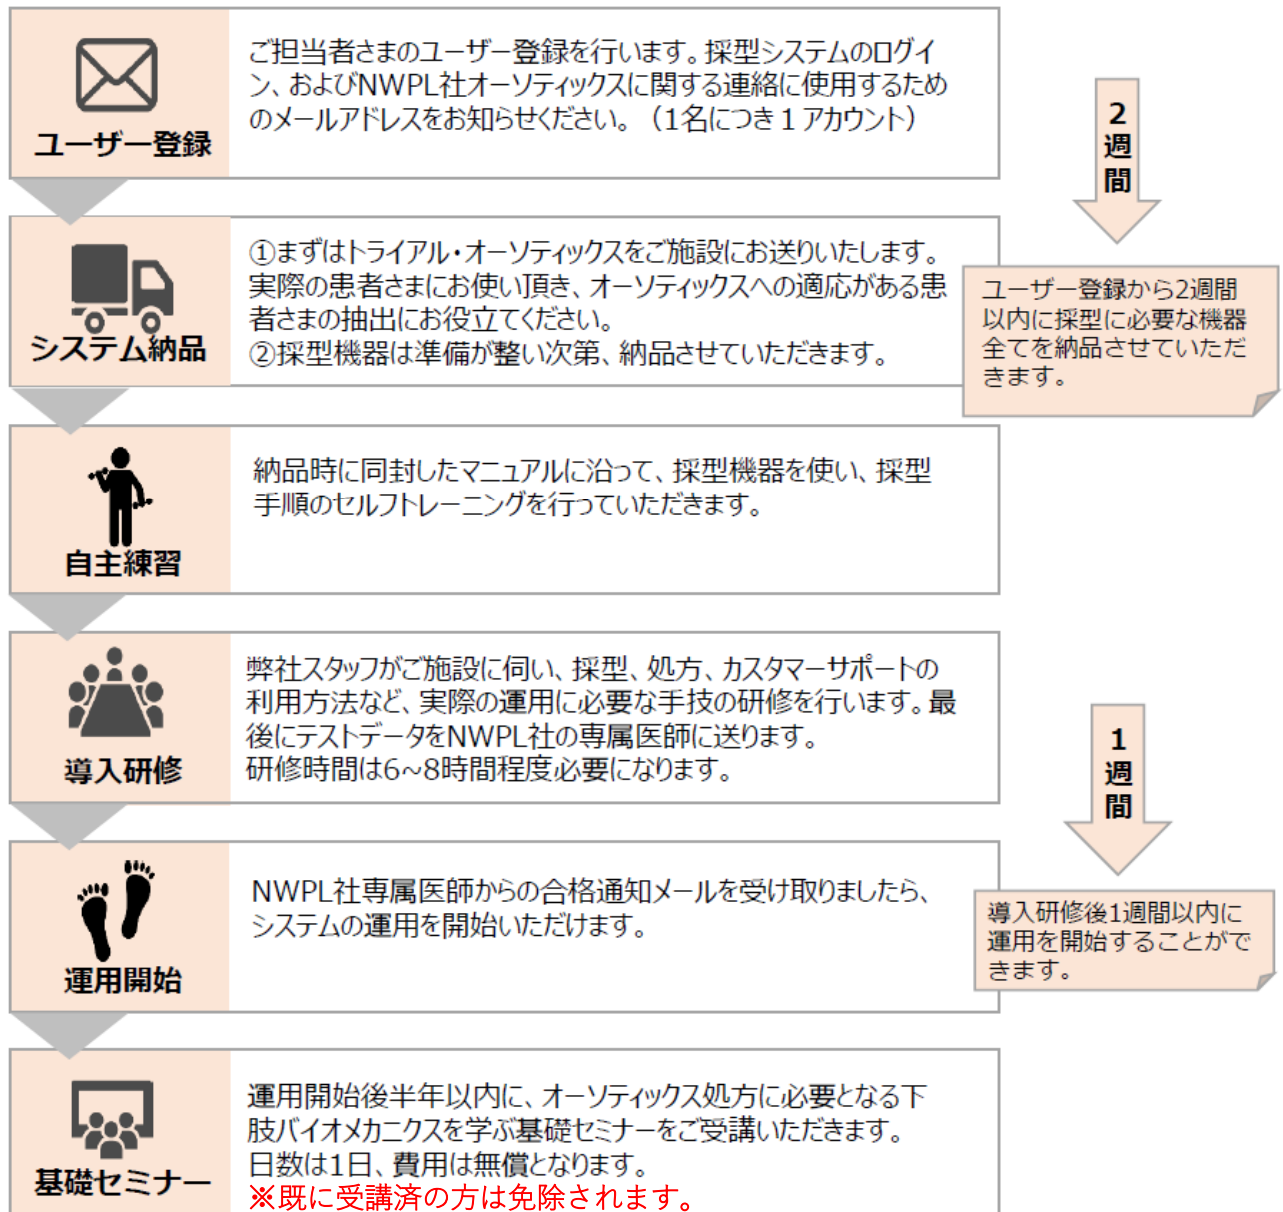 ユーザー登録
ご担当者さまのユーザー登録を行います。採型システムのログイ
ン、およびNWPL社オーソティックスに関する連絡に使用するため
のメールアドレスをお知らせください。（1名につき１アカウント）
2週間
システム納品
①まずはトライアル・オーソティックスをご施設にお送りいたします。
実際の患者さまにお使い頂き、オーソティックスへの適応がある患
者さまの抽出にお役立てください。
②採型機器は準備が整い次第、納品させていただきます。
ユーザー登録から2週間
以内に採型に必要な機器
全てを納品させていただ
きます。
自主練習
納品時に同封したマニュアルに沿って、採型機器を使い、採型
手順のセルフトレーニングを行っていただきます。
導入研修
弊社スタッフがご施設に伺い、採型、処方、カスタマーサポートの
利用方法など、実際の運用に必要な手技の研修を行います。最
後にテストデータをNWPL社の専属医師に送ります。
研修時間は6~8時間程度必要になります。
1週間
運用開始
NWPL社専属医師からの合格通知メールを受け取りましたら、
システムの運用を開始いただけます。
導入研修後1週間以内に
運用を開始することがで
きます。
基礎セミナー
運用開始後半年以内に、オーソティックス処方に必要となる下
肢バイオメカニクスを学ぶ基礎セミナーをご受講いただきます。
日数は1日、費用は無償となります。
※既に受講済の方は免除されます。